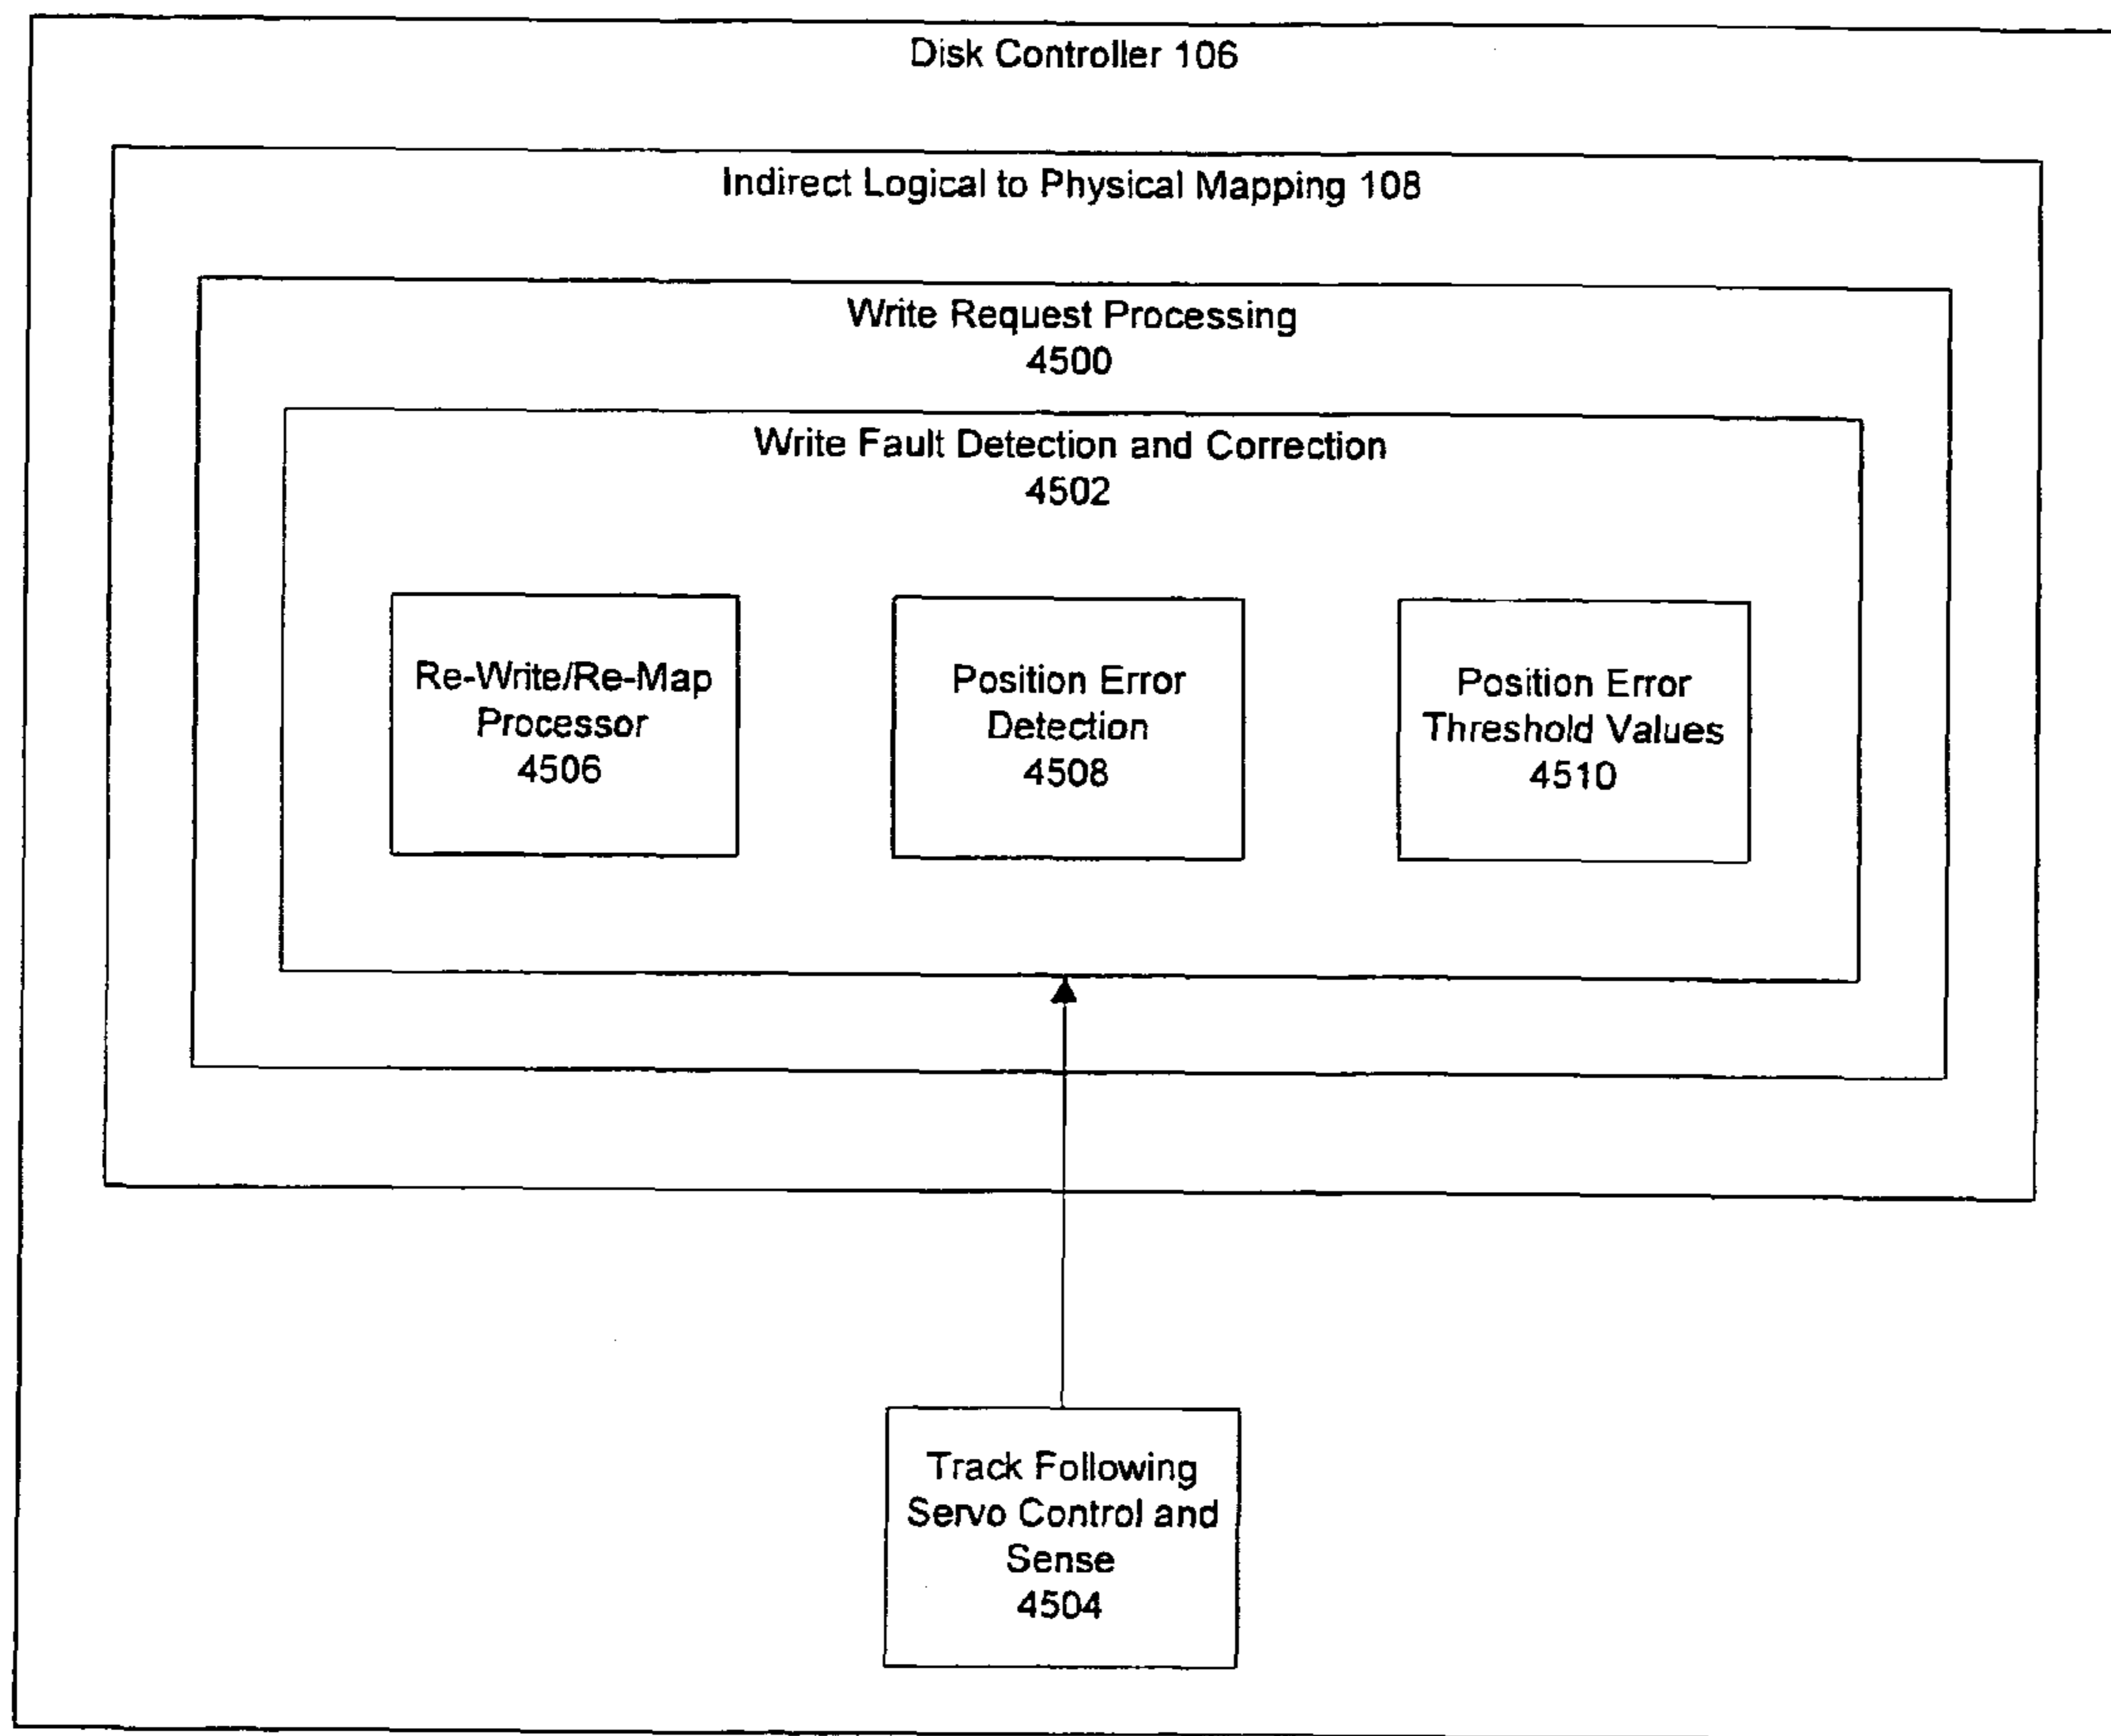 Disk Controller 106
Indirect Logical to Physical Mapping 108
Write Request Processing
4500
Write Fault Detection and Correction
4502
Re-Write/Re-Map
Processor
4506
Position Error
Detection
4508
Position Error
Threshold Values
4510
Track Following
Servo Control and
Sense
4504